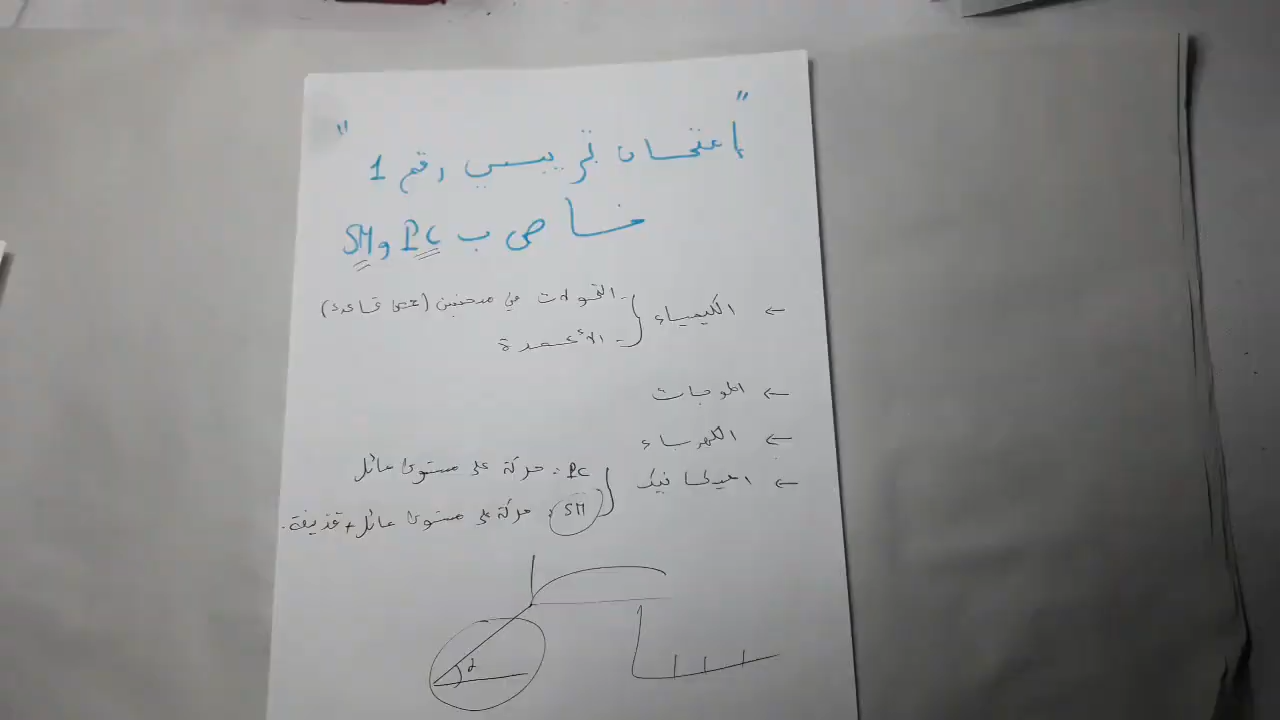 "إمتحان تجريبي رقم 1"
خاص ب PC و SM
← الكيمياء { - التحولات في منحنيين (حمض قاعدة)
- الأعمدة
← الموجات
← الكهرباء
← الميكانيك { PC: حركة على مستوى مائل
SM: حركة على مستوى مائل + قذيفة.
α